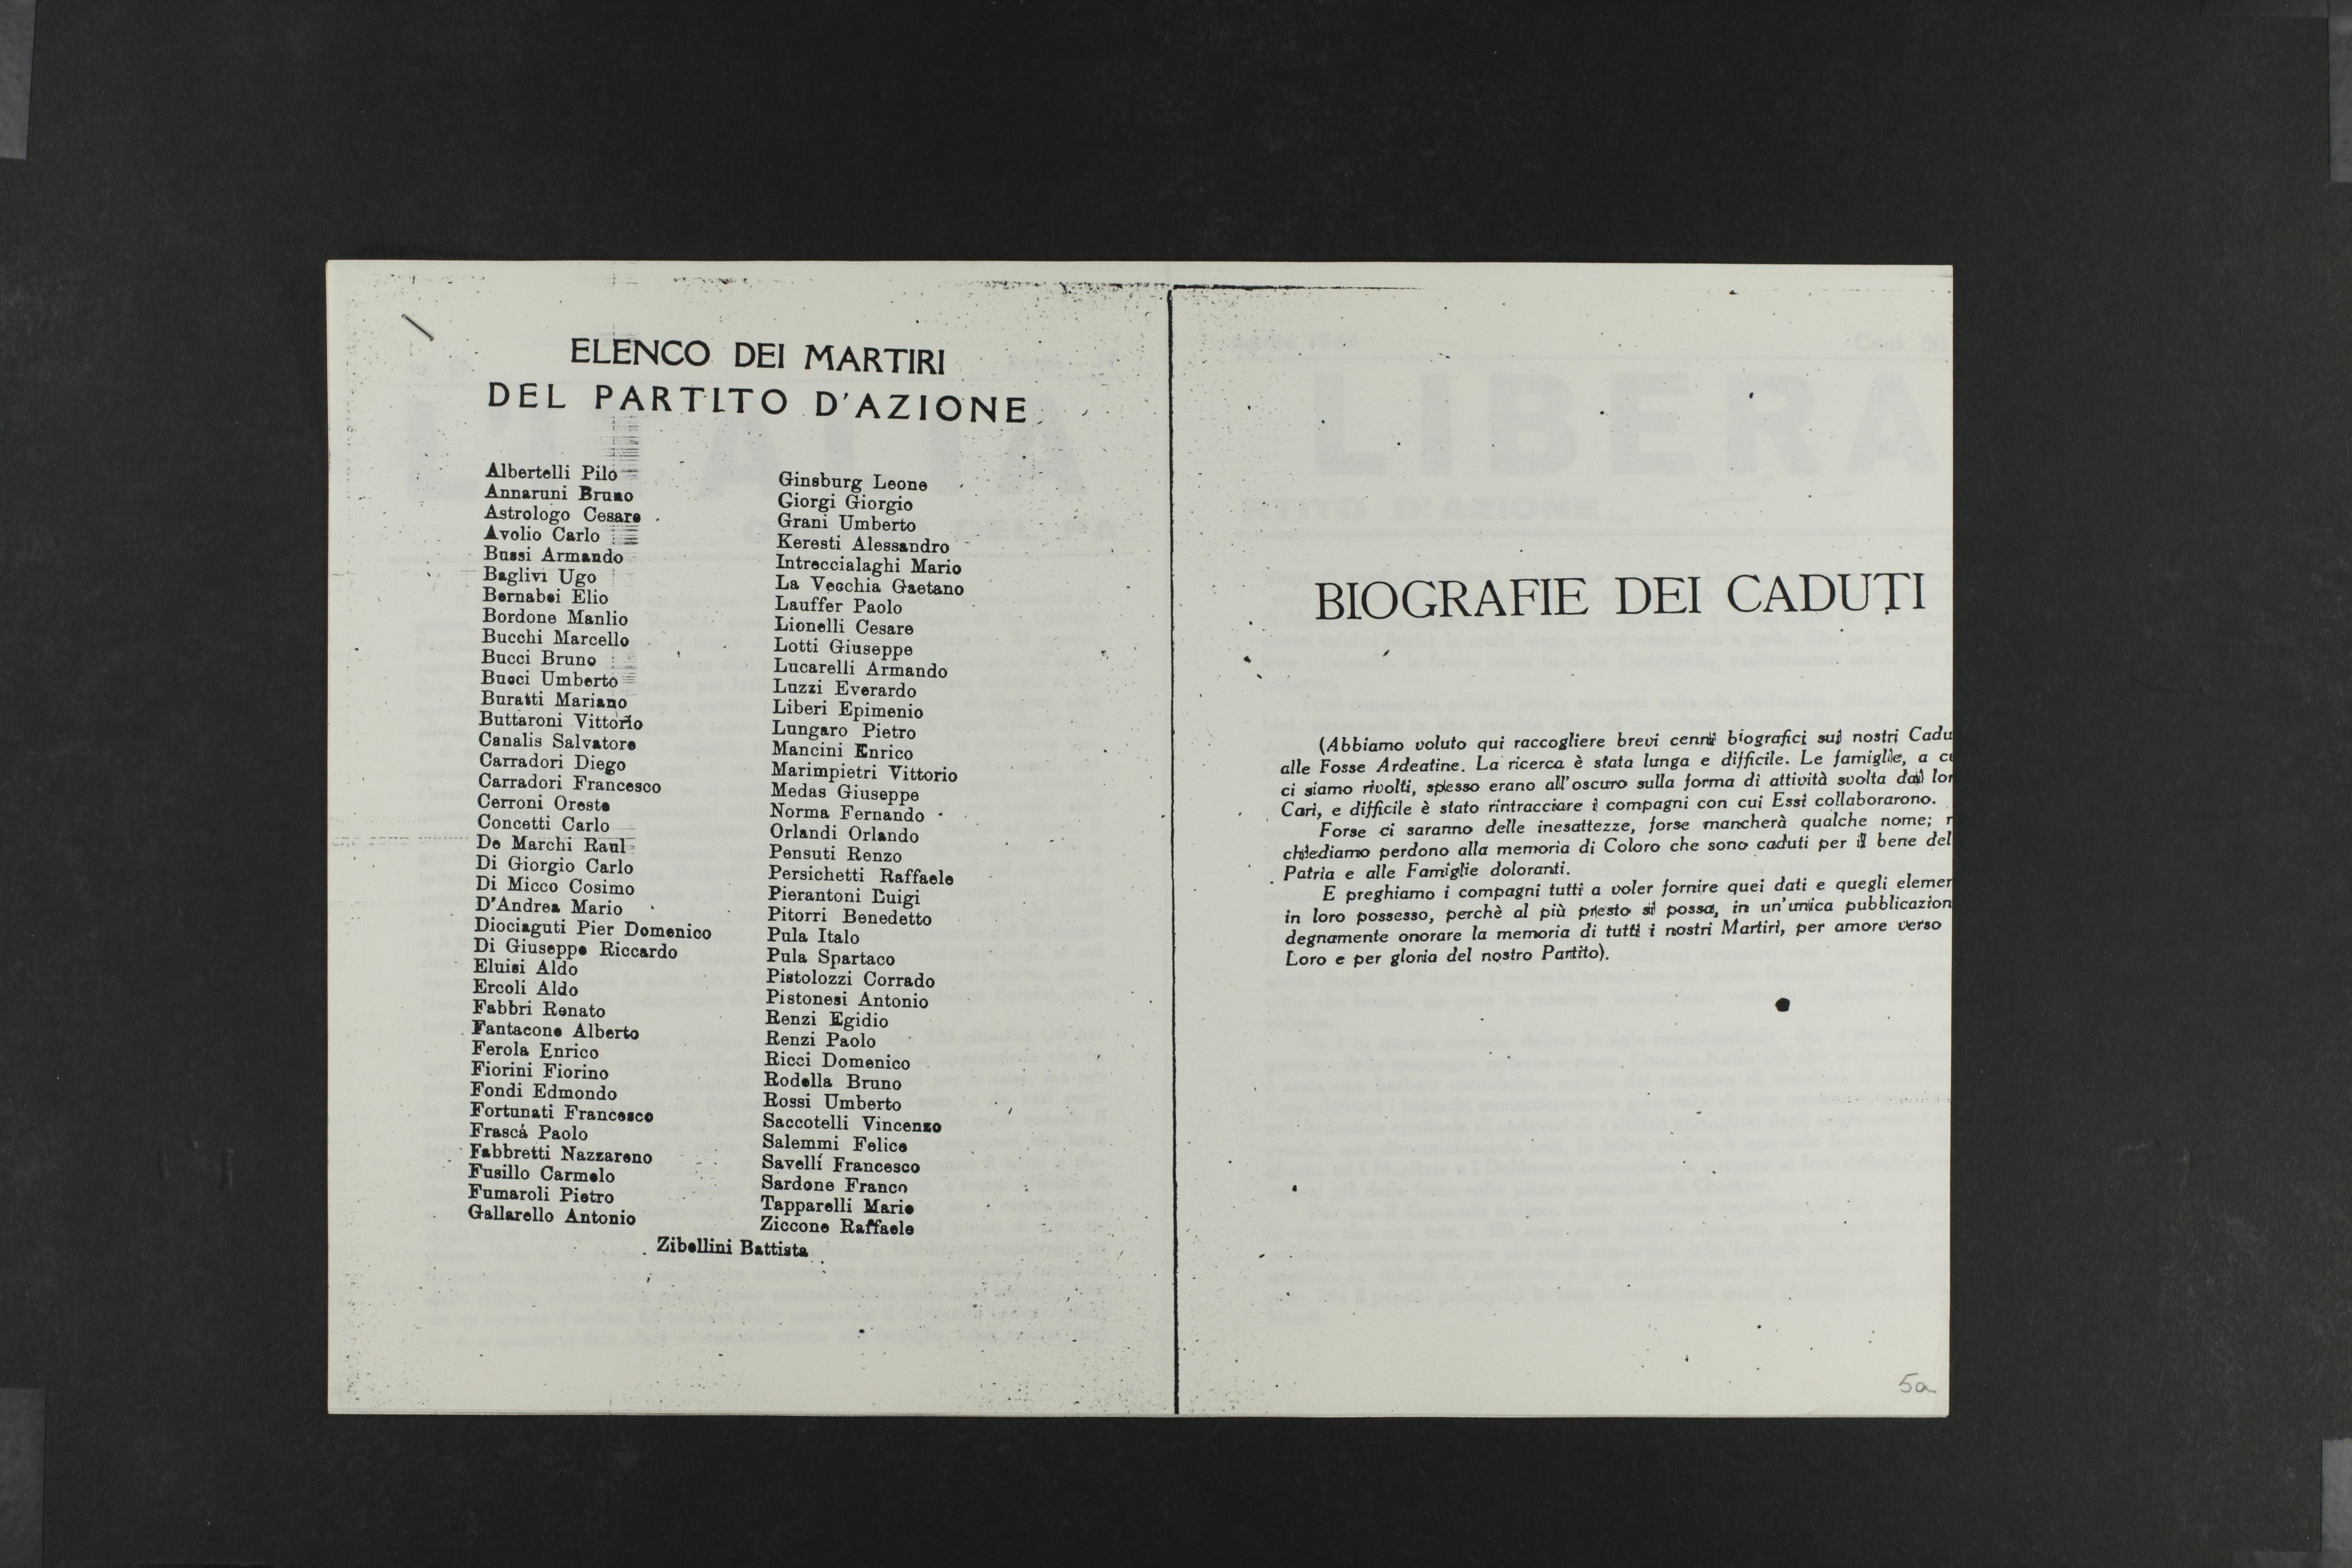 ELENCO DEI MARTIRI
DEL PARTITO D'AZIONE
Albertelli Pilo
Annaruni Bruno
Astrologo Cesare
Avolio Carlo
Bussi Armando
Baglivi Ugo
Bernabei Elio
Bordone Manlio
Bucchi Marcello
Bucci Bruno
Bucci Umberto
Buratti Mariano
Buttaroni Vittorio
Canalis Salvatore
Carradori Diego
Carradori Francesco
Cerroni Oreste
Concetti Carlo
De Marchi Raul
Di Giorgio Carlo
Di Micco Cosimo
D'Andrea Mario
Diociaguti Pier Domenico
Di Giuseppe Riccardo
Eluisi Aldo
Ercoli Aldo
Fabbri Renato
Fantacone Alberto
Ferola Enrico
Fiorini Fiorino
Fondi Edmondo
Fortunati Francesco
Frascá Paolo
Fabbretti Nazzareno
Fusillo Carmelo
Fumaroli Pietro
Gallarello Antonio
Ginsburg Leone
Giorgi Giorgio
Grani Umberto
Keresti Alessandro
Intreccialaghi Mario
La Vecchia Gaetano
Lauffer Paolo
Lionelli Cesare
Lotti Giuseppe
Lucarelli Armando
Luzzi Everardo
Liberi Epimenio
Lungaro Pietro
Mancini Enrico
Marimpietri Vittorio
Medas Giuseppe
Norma Fernando
Orlandi Orlando
Pensuti Renzo
Persichetti Raffaele
Pierantoni Luigi
Pitorri Benedetto
Pula Italo
Pula Spartaco
Pistolozzi Corrado
Pistonesi Antonio
Renzi Egidio
Renzi Paolo
Ricci Domenico
Rodella Bruno
Rossi Umberto
Saccotelli Vincenzo
Salemmi Felice
Savelli Francesco
Sardone Franco
Tapparelli Mario
Ziccone Raffaele
Zibellini Battista
BIOGRAFIE DEI CADUTI
(Abbiamo voluto qui raccogliere brevi cenni biografici sui nostri Cadu
alle Fosse Ardeatine. La ricerca è stata lunga e difficile. Le famiglie, a cu
ci siamo rivolti, spesso erano all'oscuro sulla forma di attività svolta dai lor
Cari, e difficile è stato rintracciare i compagni con cui Essi collaborarono.
Forse ci saranno delle inesattezze, forse mancherà qualche nome;
chiediamo perdono alla memoria di Coloro che sono caduti per il bene del
Patria e alle Famiglie doloranti.
E preghiamo i compagni tutti a voler fornire quei dati e quegli elemen
in loro possesso, perchè al più presto si possa, in un'unica pubblicazion
degnamente onorare la memoria di tutti i nostri Martiri, per amore verso
Loro e per gloria del nostro Partito).
LIBERA
5a